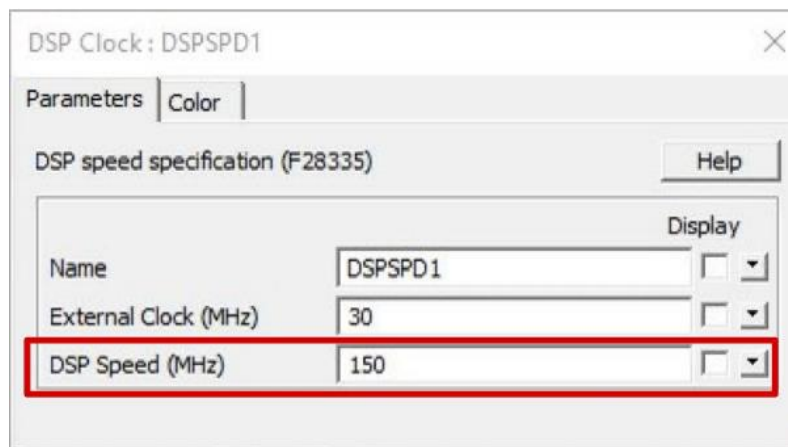 DSP Clock : DSPSPD1
Parameters Color
DSP speed specification (F28335) Help
Display
Name DSPSPD1
External Clock (MHz) 30
DSP Speed (MHz) 150